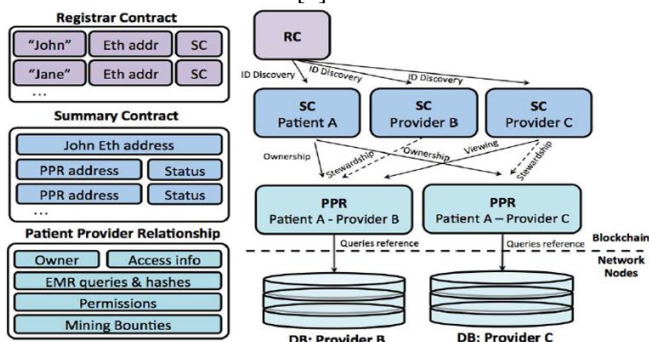 Registrar Contract
"John" Eth addr SC
"Jane" Eth addr SC
...
Summary Contract
John Eth address
PPR address Status
PPR address Status
...
Patient Provider Relationship
Owner Access info
EMR queries & hashes
Permissions
Mining Bounties
RC
ID Discovery
ID Discovery
ID Discovery
SC
Patient A
SC
Provider B
SC
Provider C
Ownership
Stewardship
Ownership
Viewing
Stewardship
PPR
Patient A - Provider B
PPR
Patient A – Provider C
Queries reference
Queries reference
Blockchain
Network
Nodes
DB: Provider B
DB: Provider C